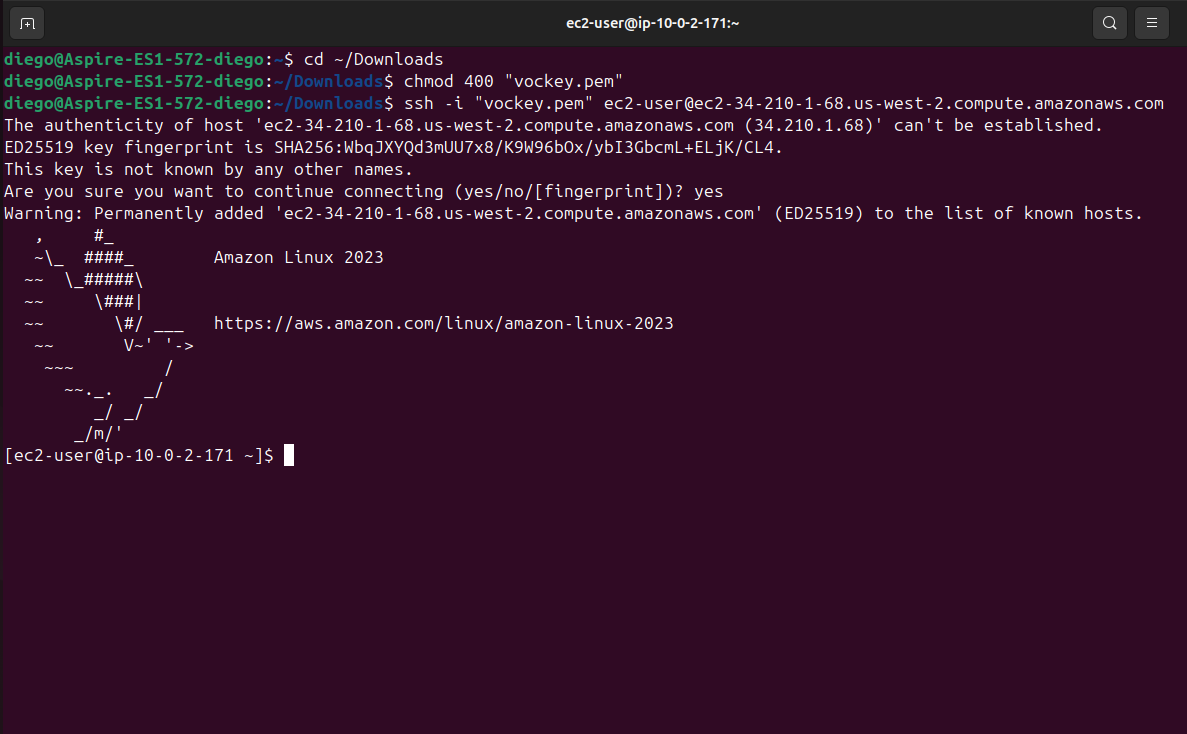 ec2-user@ip-10-0-2-171:~
diego@Aspire-ES1-572-diego:~$ cd ~/Downloads
diego@Aspire-ES1-572-diego:~/Downloads$ chmod 400 "vockey.pem"
diego@Aspire-ES1-572-diego:~/Downloads$ ssh -i "vockey.pem" ec2-user@ec2-34-210-1-68.us-west-2.compute.amazonaws.com
The authenticity of host 'ec2-34-210-1-68.us-west-2.compute.amazonaws.com (34.210.1.68)' can't be established.
ED25519 key fingerprint is SHA256:WbqJXYQd3mUU7x8/K9W96bOx/ybI3GbcmL+ELjK/CL4.
This key is not known by any other names.
Are you sure you want to continue connecting (yes/no/[fingerprint])? yes
Warning: Permanently added 'ec2-34-210-1-68.us-west-2.compute.amazonaws.com' (ED25519) to the list of known hosts.
   ,     #_
   ~\_  ####_        Amazon Linux 2023
  ~~  \_#####\
  ~~     \###|
  ~~       \#/ ___   https://aws.amazon.com/linux/amazon-linux-2023
   ~~       V~' '->
    ~~~         /
      ~~._.   _/
         _/ _/
       _/m/'
[ec2-user@ip-10-0-2-171 ~]$